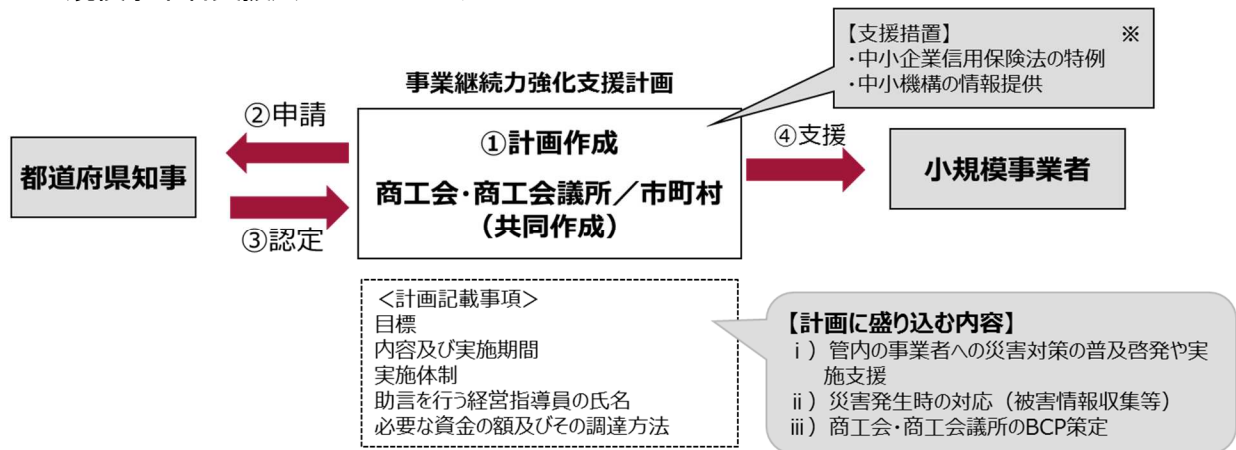 【支援措置】 ※
・中小企業信用保険法の特例
・中小機構の情報提供
事業継続力強化支援計画
②申請
①計画作成
④支援
都道府県知事
商工会・商工会議所／市町村
（共同作成）
小規模事業者
③認定
＜計画記載事項＞
目標
内容及び実施期間
実施体制
助言を行う経営指導員の氏名
必要な資金の額及びその調達方法
【計画に盛り込む内容】
ⅰ）管内の事業者への災害対策の普及啓発や実
施支援
ⅱ）災害発生時の対応（被害情報収集等）
ⅲ）商工会・商工会議所のBCP策定